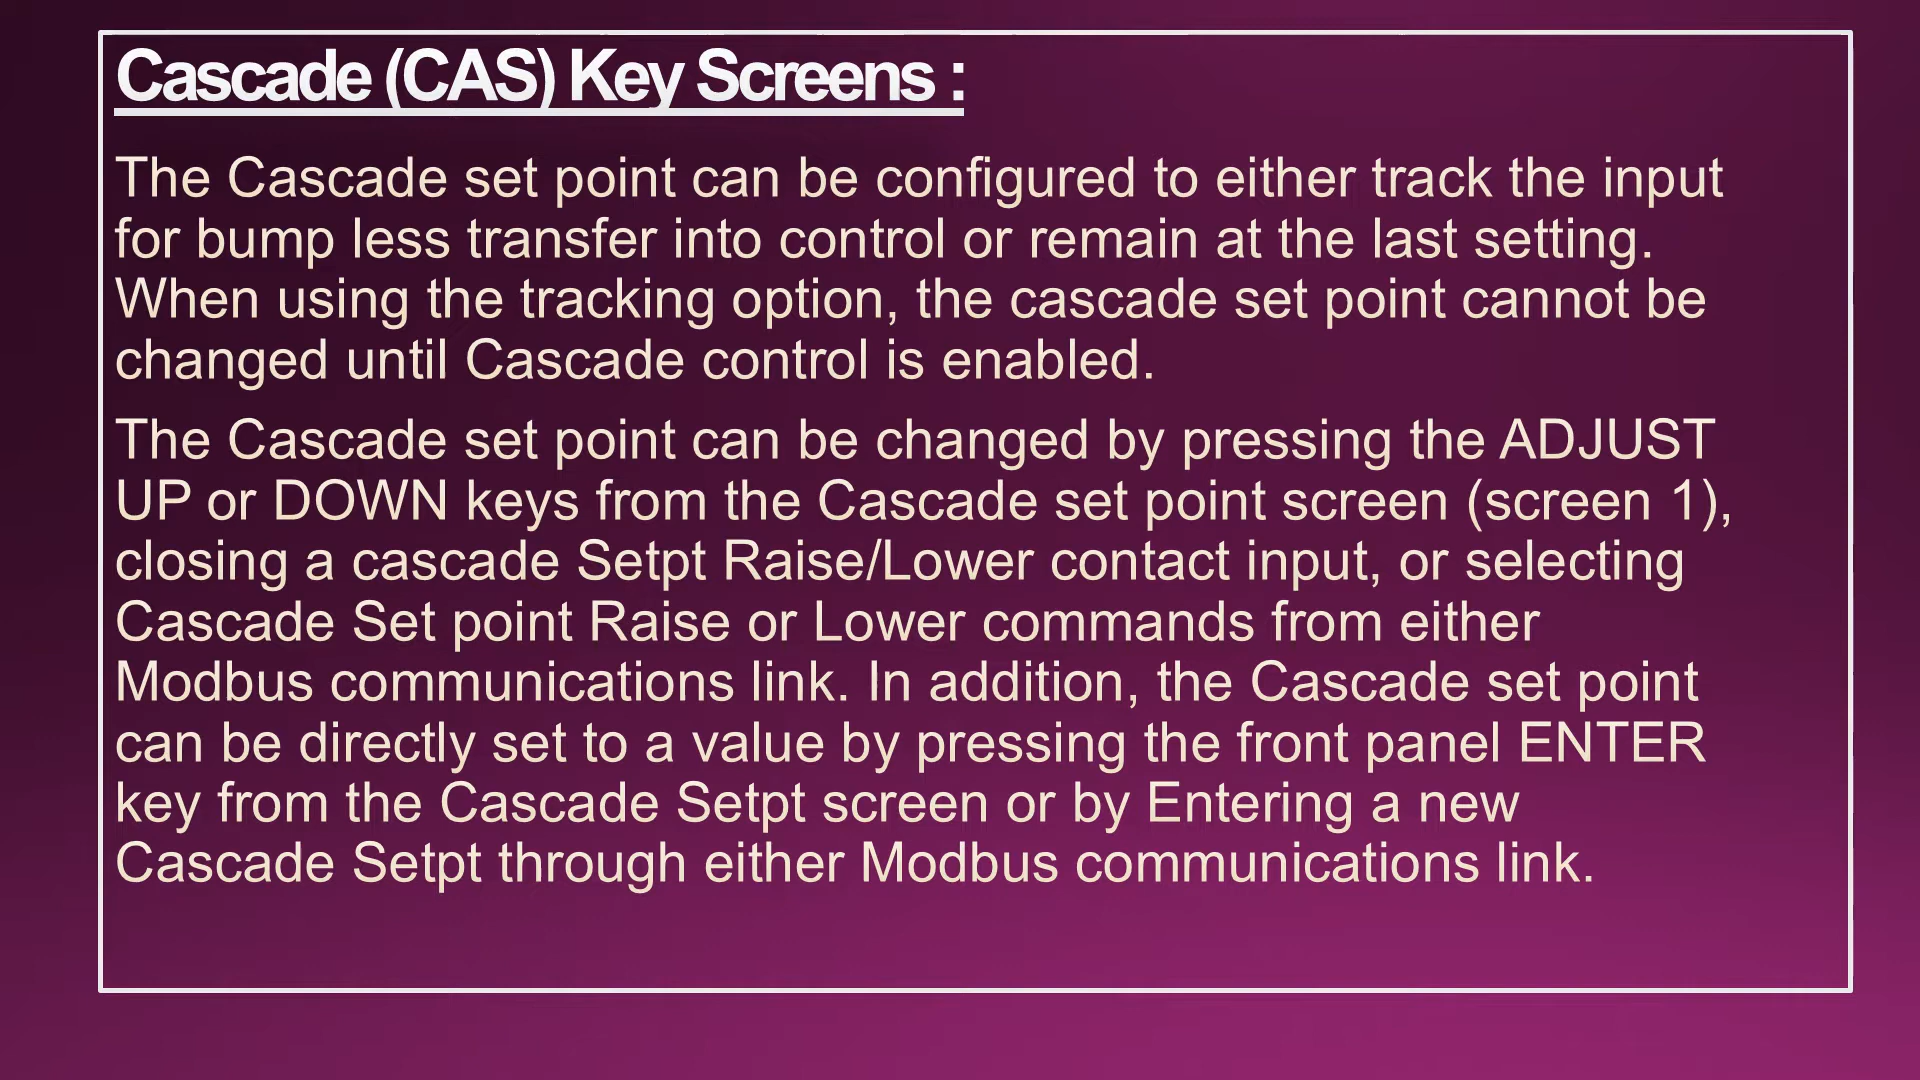 Cascade (CAS) Key Screens :
The Cascade set point can be configured to either track the input
for bump less transfer into control or remain at the last setting.
When using the tracking option, the cascade set point cannot be
changed until Cascade control is enabled.
The Cascade set point can be changed by pressing the ADJUST
UP or DOWN keys from the Cascade set point screen (screen 1),
closing a cascade Setpt Raise/Lower contact input, or selecting
Cascade Set point Raise or Lower commands from either
Modbus communications link. In addition, the Cascade set point
can be directly set to a value by pressing the front panel ENTER
key from the Cascade Setpt screen or by Entering a new
Cascade Setpt through either Modbus communications link.